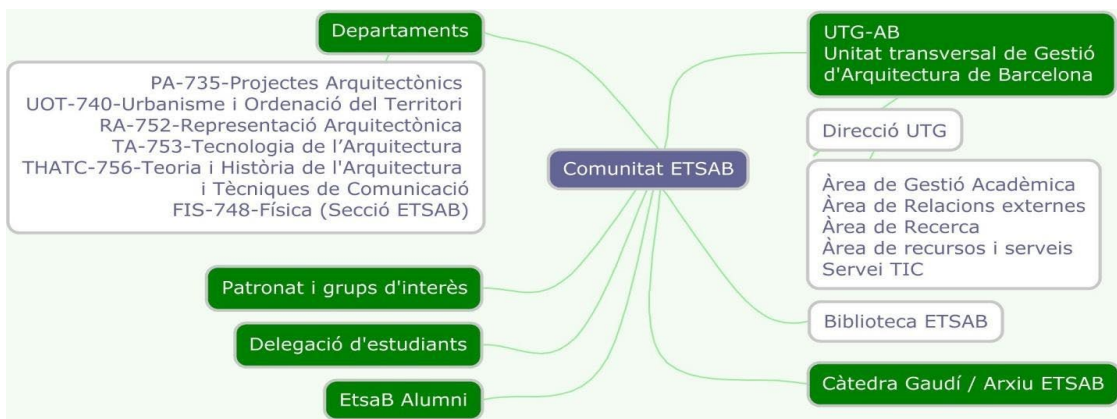 Departaments
PA-735-Projectes Arquitectònics
UOT-740-Urbanisme i Ordenació del Territori
RA-752-Representació Arquitectònica
TA-753-Tecnologia de l’Arquitectura
THATC-756-Teoria i Història de l'Arquitectura
i Tècniques de Comunicació
FIS-748-Física (Secció ETSAB)
Patronat i grups d'interès
Delegació d'estudiants
EtsaB Alumni
Comunitat ETSAB
UTG-AB
Unitat transversal de Gestió
d'Arquitectura de Barcelona
Direcció UTG
Àrea de Gestió Acadèmica
Àrea de Relacions externes
Àrea de Recerca
Àrea de recursos i serveis
Servei TIC
Biblioteca ETSAB
Càtedra Gaudí / Arxiu ETSAB